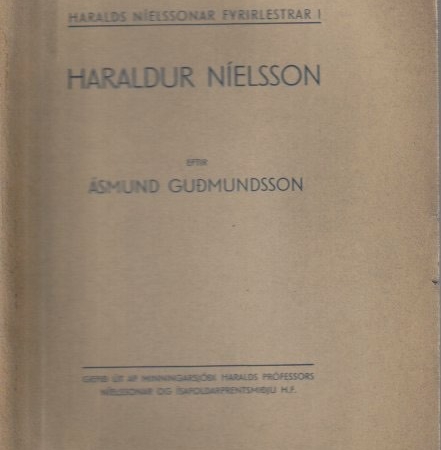 HARALDS NÍELSSONAR FYRIRLESTRAR I
HARALDUR NÍELSSON
EFTIR
ÁSMUND GUÐMUNDSSON
GEFIÐ ÚT AF MINNINGARSJÓÐI HARALDS PRÓFESSORS
NÍELSSONAR OG ÍSAFOLDARPRENTSMIÐJU H.F.